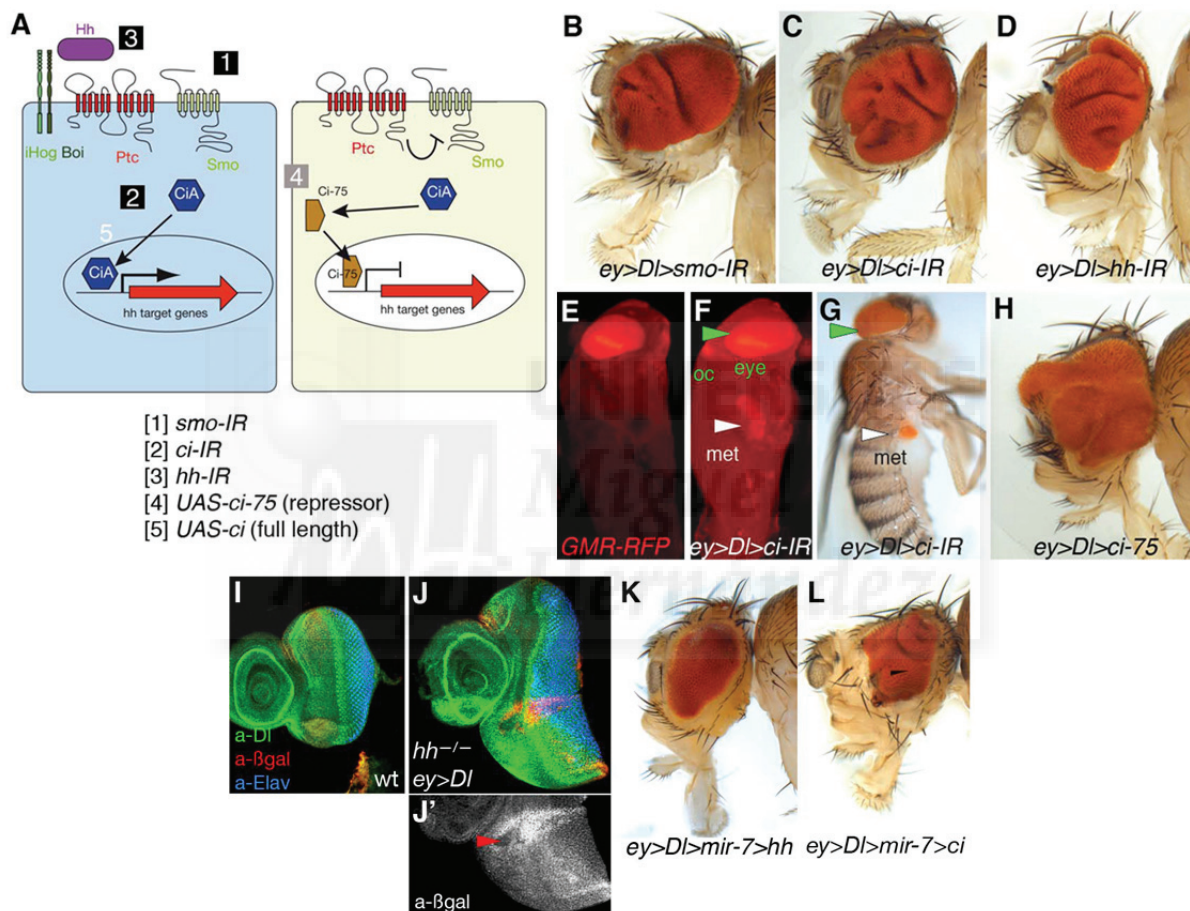 A
Hh
3
1
iHog Boi
Ptc
Smo
2
CiA
5
CiA
hh target genes
Ptc
Smo
4
Ci-75
CiA
Ci-75
hh target genes
[1] smo-IR
[2] ci-IR
[3] hh-IR
[4] UAS-ci-75 (repressor)
[5] UAS-ci (full length)
B
ey>Dl>smo-IR
C
ey>Dl>ci-IR
D
ey>Dl>hh-IR
E
GMR-RFP
F
oc
eye
met
ey>Dl>ci-IR
G
met
ey>Dl>ci-IR
H
ey>Dl>ci-75
I
a-Dl
a-ßgal
a-Elav
wt
J
hh–/–
ey>Dl
J'
a-ßgal
K
ey>Dl>mir-7>hh
L
ey>Dl>mir-7>ci
Miguel
Hernández